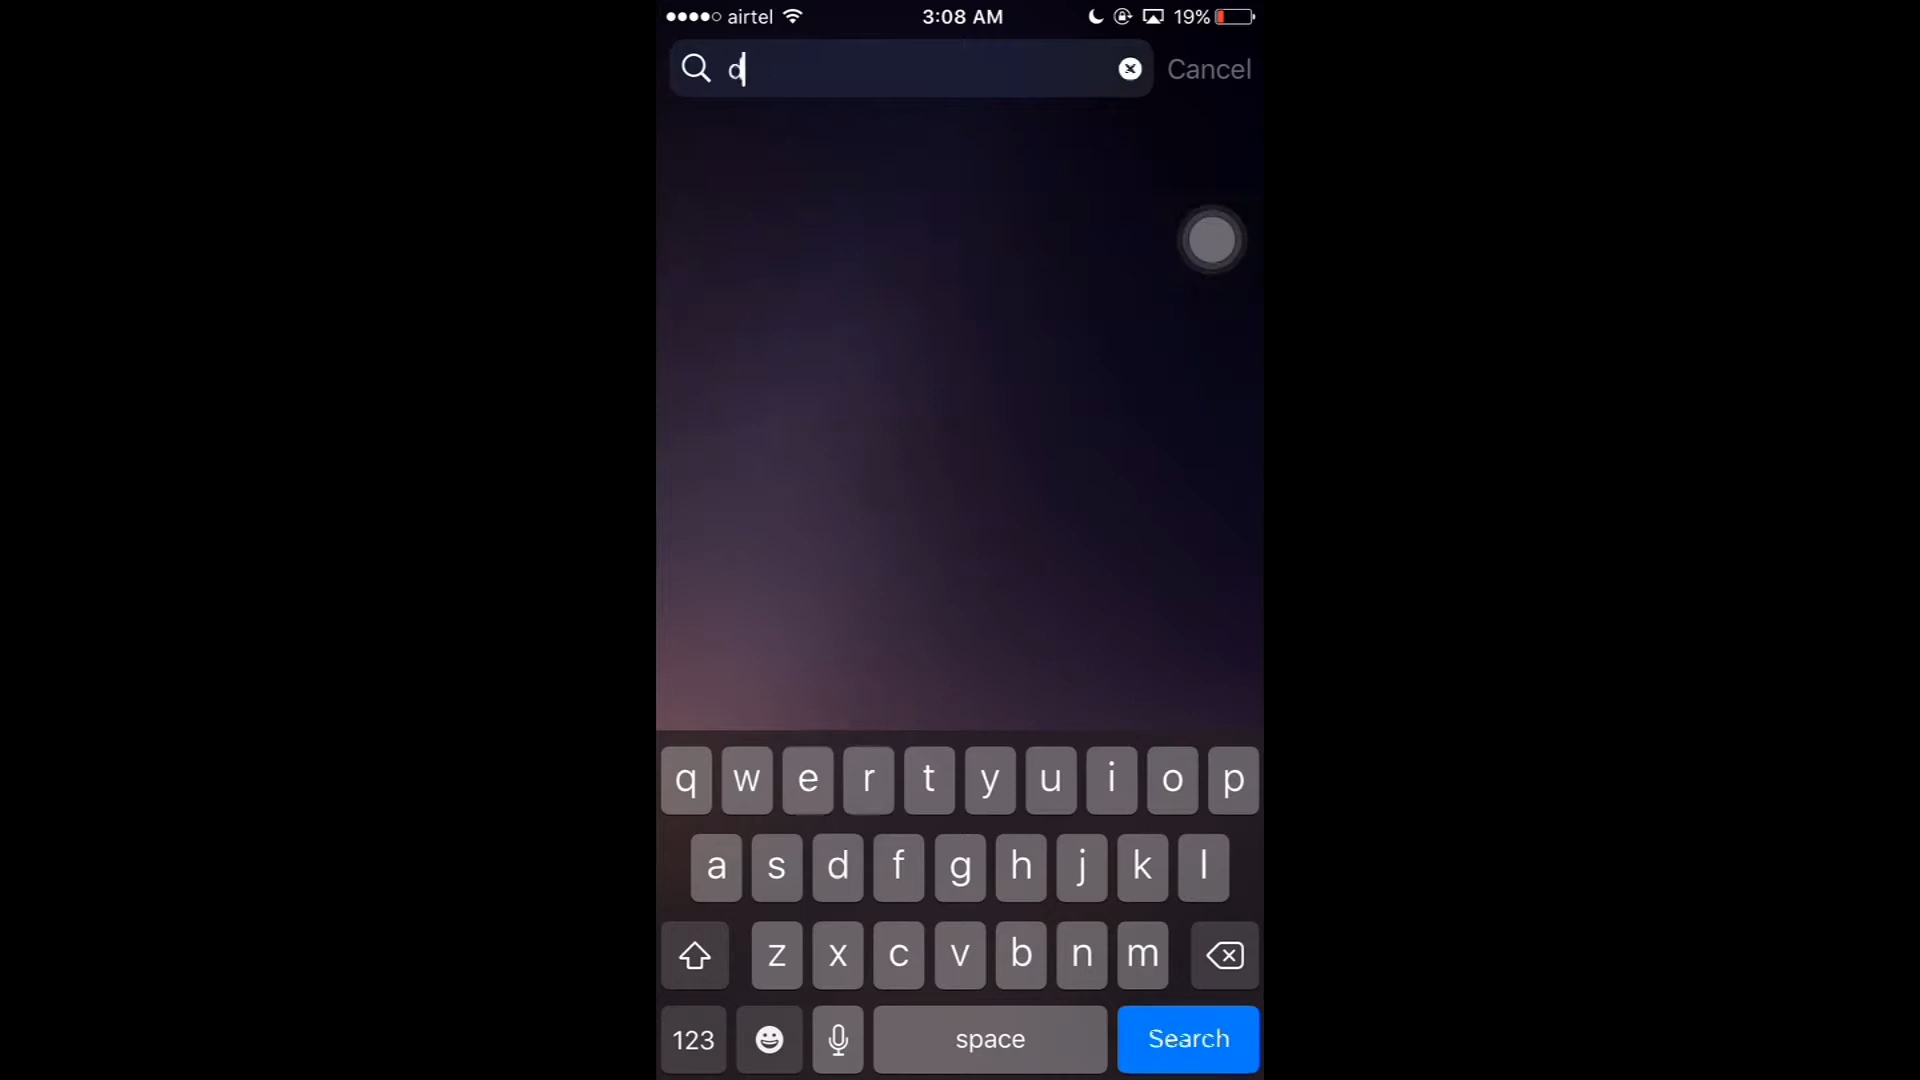 airtel 3:08 AM 19%
d Cancel
q w e r t y u i o p
a s d f g h j k l
z x c v b n m
123 space Search